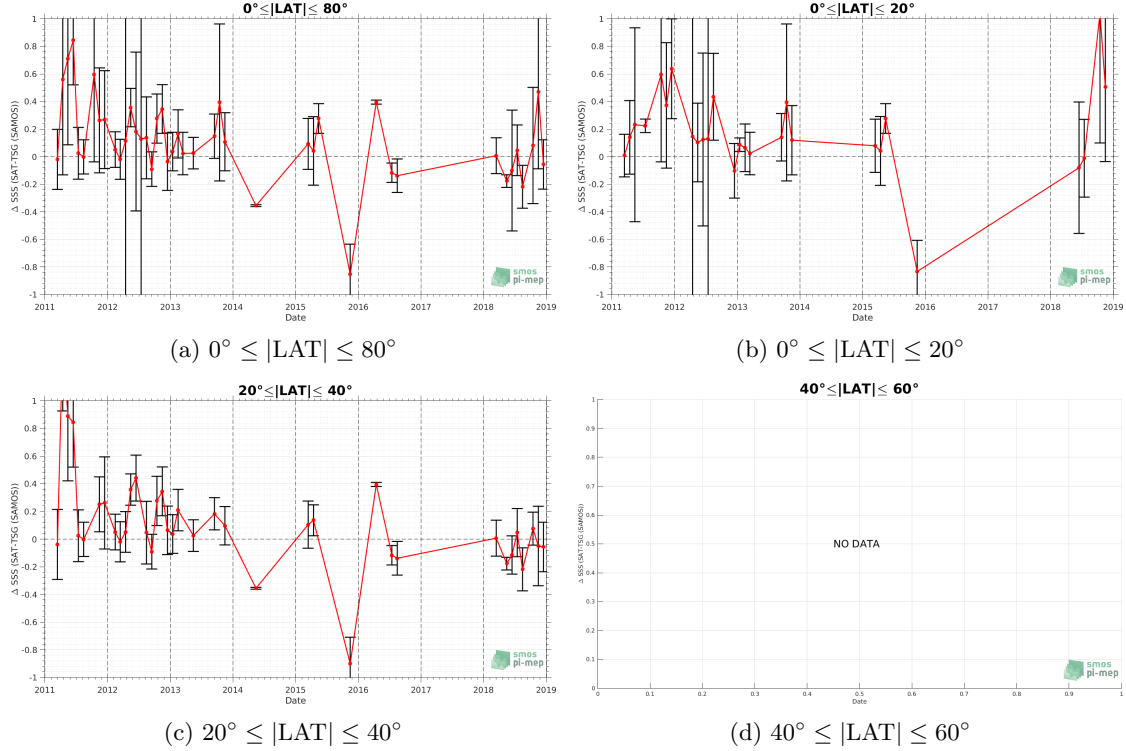 0°≤|LAT|≤ 80°
Δ SSS (SAT-TSG (SAMOS))
1
0.8
0.6
0.4
0.2
0
-0.2
-0.4
-0.6
-0.8
-1
2011 2012 2013 2014 2015 2016 2017 2018 2019
Date
smos
pi-mep
(a) 0° ≤ |LAT| ≤ 80°
0°≤|LAT|≤ 20°
Δ SSS (SAT-TSG (SAMOS))
1
0.8
0.6
0.4
0.2
0
-0.2
-0.4
-0.6
-0.8
-1
2011 2012 2013 2014 2015 2016 2017 2018 2019
Date
smos
pi-mep
(b) 0° ≤ |LAT| ≤ 20°
20°≤|LAT|≤ 40°
Δ SSS (SAT-TSG (SAMOS))
1
0.8
0.6
0.4
0.2
0
-0.2
-0.4
-0.6
-0.8
-1
2011 2012 2013 2014 2015 2016 2017 2018 2019
Date
smos
pi-mep
(c) 20° ≤ |LAT| ≤ 40°
40°≤|LAT|≤ 60°
Δ SSS (SAT-TSG (SAMOS))
1
0.9
0.8
0.7
0.6
0.5
0.4
0.3
0.2
0.1
0
NO DATA
0 0.1 0.2 0.3 0.4 0.5 0.6 0.7 0.8 0.9 1
Date
smos
pi-mep
(d) 40° ≤ |LAT| ≤ 60°